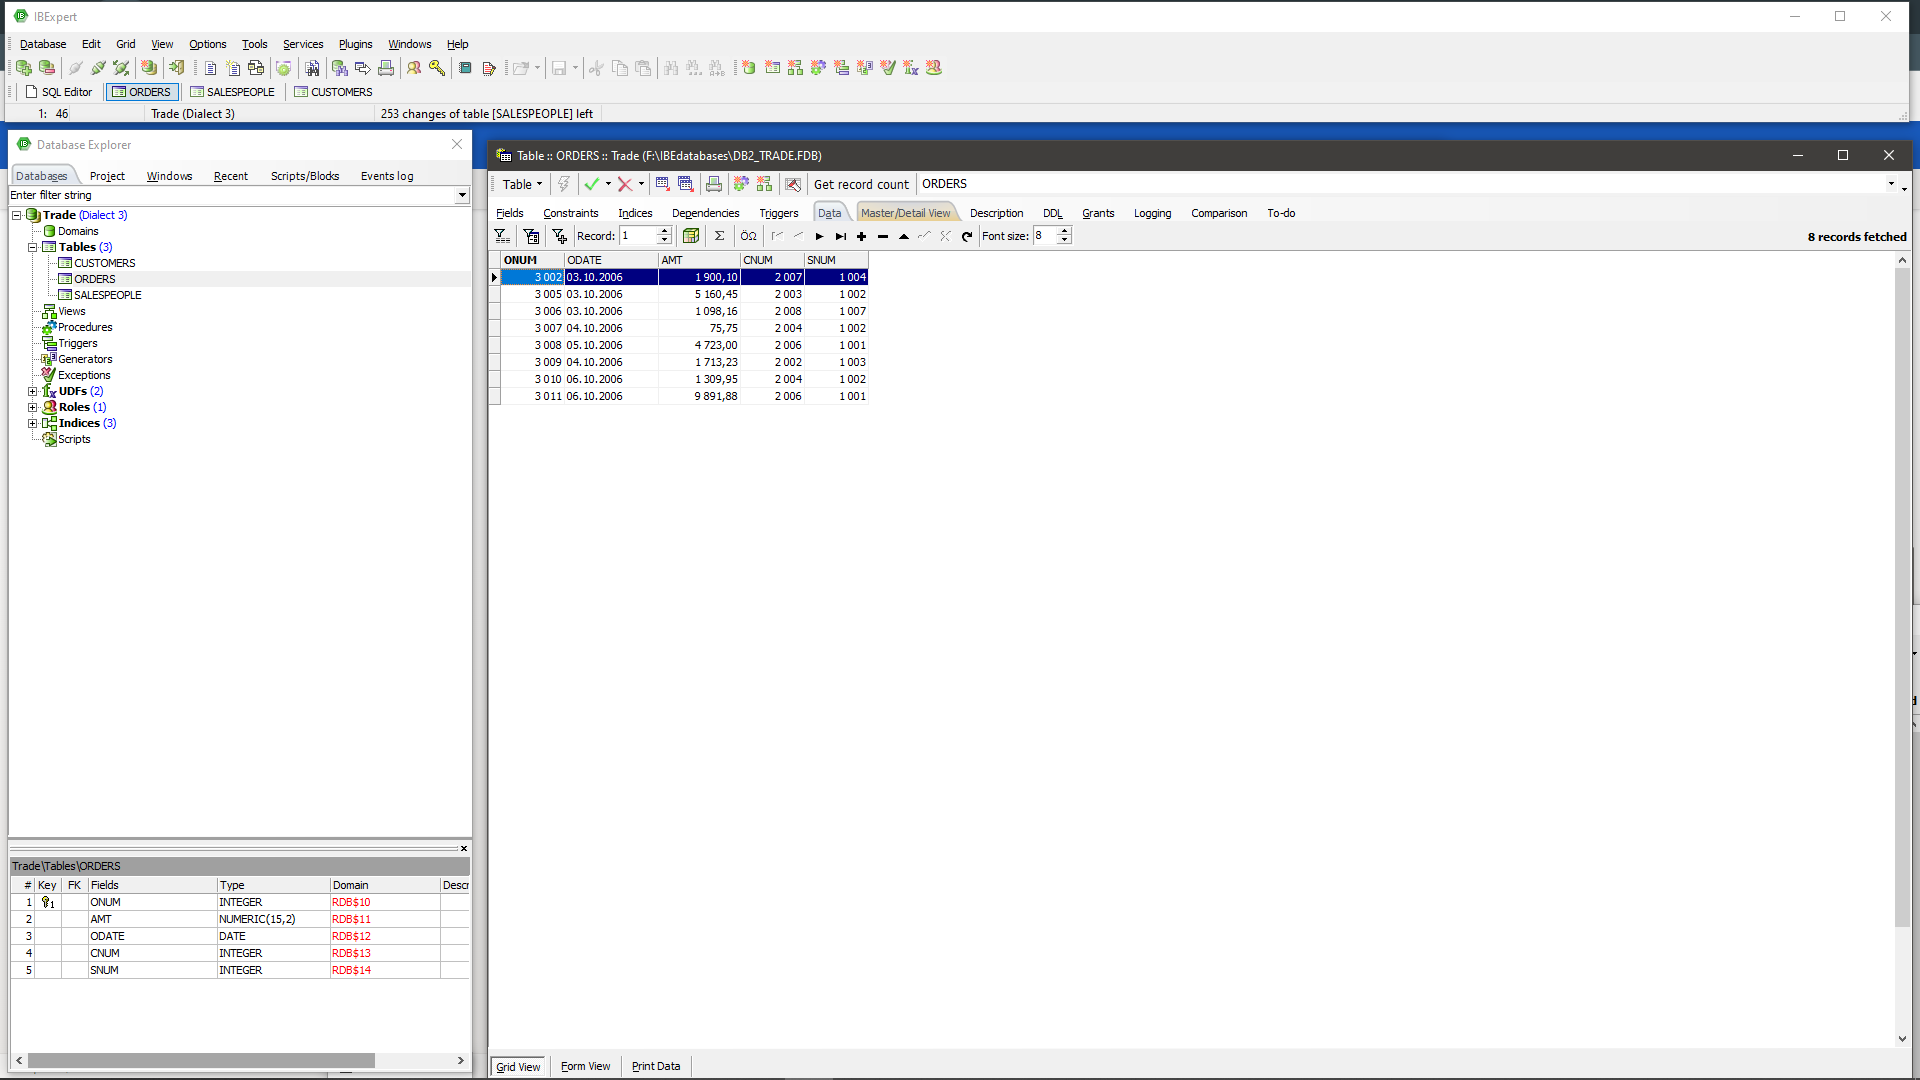 IBExpert
Database Edit Grid View Options Tools Services Plugins Windows Help
SQL Editor ORDERS SALESPEOPLE CUSTOMERS
1: 46 Trade (Dialect 3) 253 changes of table [SALESPEOPLE] left
Database Explorer
Databases Project Windows Recent Scripts/Blocks Events log
Enter filter string
Trade (Dialect 3)
Domains
Tables (3)
CUSTOMERS
ORDERS
SALESPEOPLE
Views
Procedures
Triggers
Generators
Exceptions
UDFs (2)
Roles (1)
Indices (3)
Scripts
Trade\Tables\ORDERS
# Key FK Fields Type Domain Descr
1 1 ONUM INTEGER RDB$10
2 AMT NUMERIC(15,2) RDB$11
3 ODATE DATE RDB$12
4 CNUM INTEGER RDB$13
5 SNUM INTEGER RDB$14
Table :: ORDERS :: Trade (F:\IBEdatabases\DB2_TRADE.FDB)
Table Get record count ORDERS
Fields Constraints Indices Dependencies Triggers Data Master/Detail View Description DDL Grants Logging Comparison To-do
Record: 1 Σ ÖΩ Font size: 8 8 records fetched
ONUM ODATE AMT CNUM SNUM
3 002 03.10.2006 1 900,10 2 007 1 004
3 005 03.10.2006 5 160,45 2 003 1 002
3 006 03.10.2006 1 098,16 2 008 1 007
3 007 04.10.2006 75,75 2 004 1 002
3 008 05.10.2006 4 723,00 2 006 1 001
3 009 04.10.2006 1 713,23 2 002 1 003
3 010 06.10.2006 1 309,95 2 004 1 002
3 011 06.10.2006 9 891,88 2 006 1 001
Grid View Form View Print Data